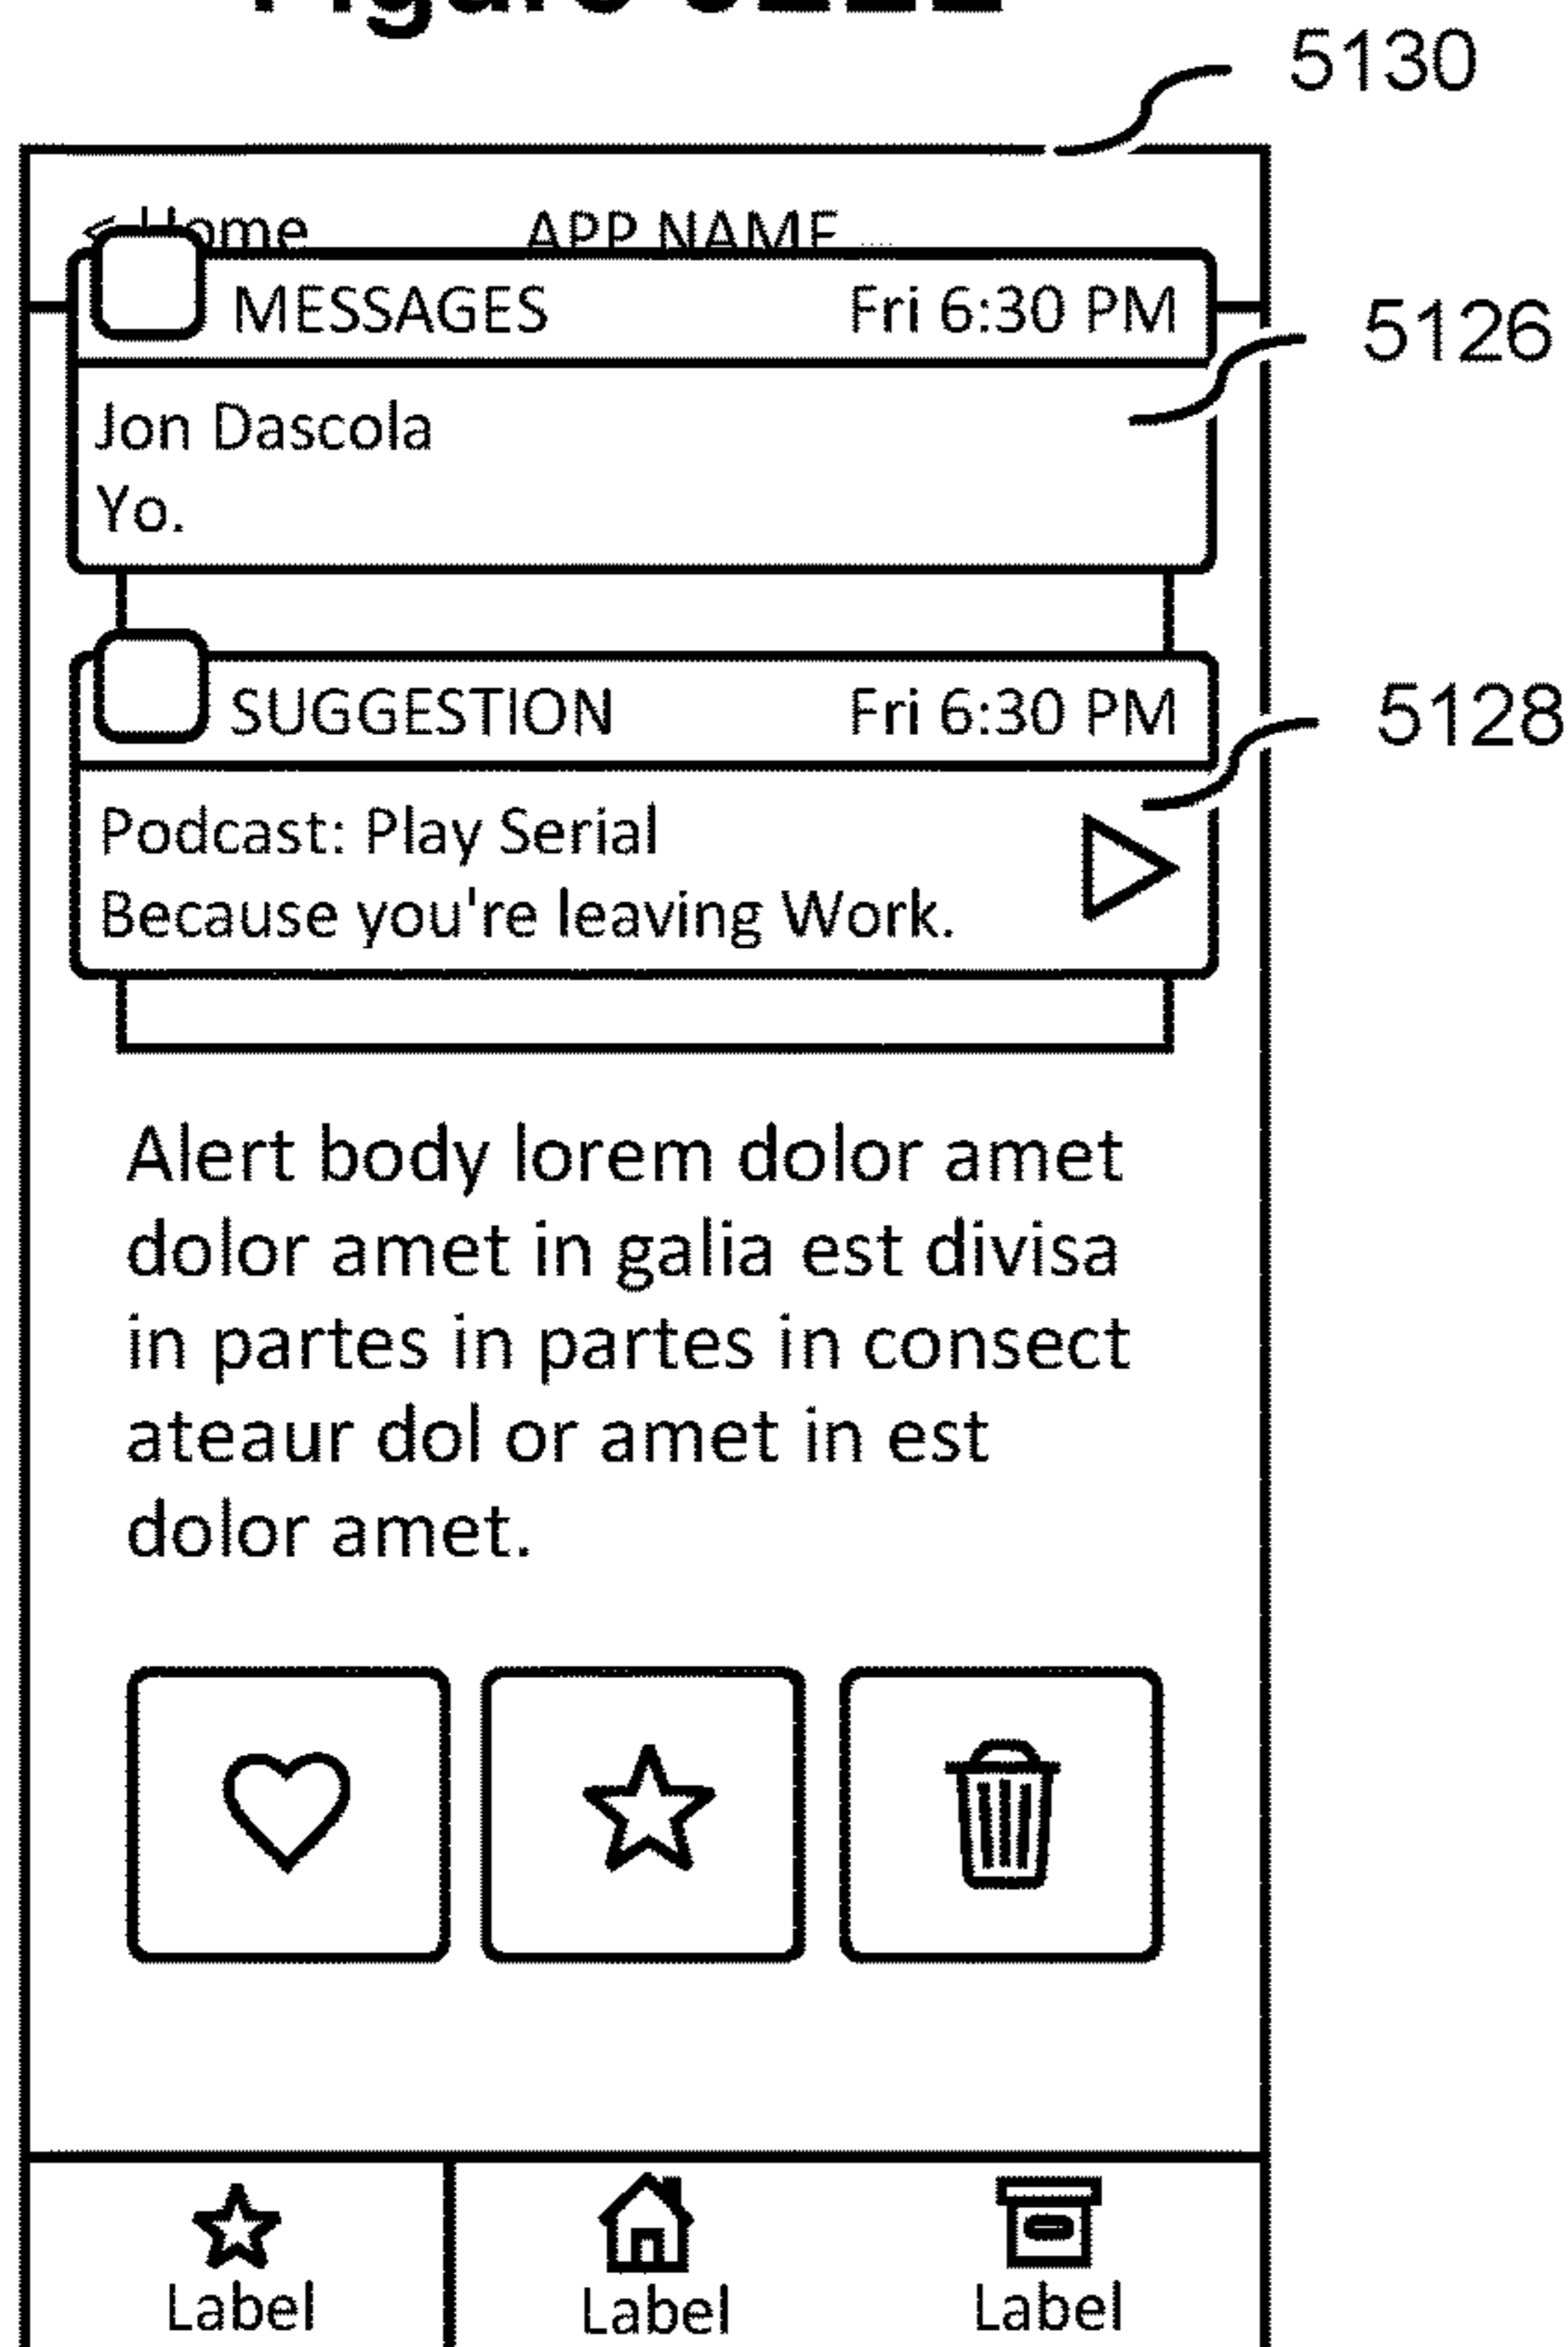 5130
< Home APP NAME
MESSAGES Fri 6:30 PM
5126
Jon Dascola
Yo.
SUGGESTION Fri 6:30 PM
5128
Podcast: Play Serial
Because you're leaving Work.
Alert body lorem dolor amet
dolor amet in galia est divisa
in partes in partes in consect
ateaur dol or amet in est
dolor amet.
Label Label Label